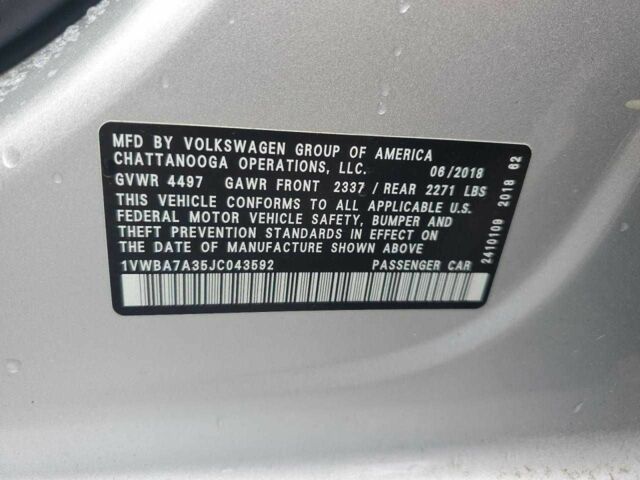 MFD BY VOLKSWAGEN GROUP OF AMERICA
CHATTANOOGA OPERATIONS, LLC. 06/2018
GVWR 4497 GAWR FRONT 2337 / REAR 2271 LBS
THIS VEHICLE CONFORMS TO ALL APPLICABLE U.S.
FEDERAL MOTOR VEHICLE SAFETY, BUMPER AND
THEFT PREVENTION STANDARDS IN EFFECT ON
THE DATE OF MANUFACTURE SHOWN ABOVE
1VWBA7A35JC043592 PASSENGER CAR
2410109 2018 62